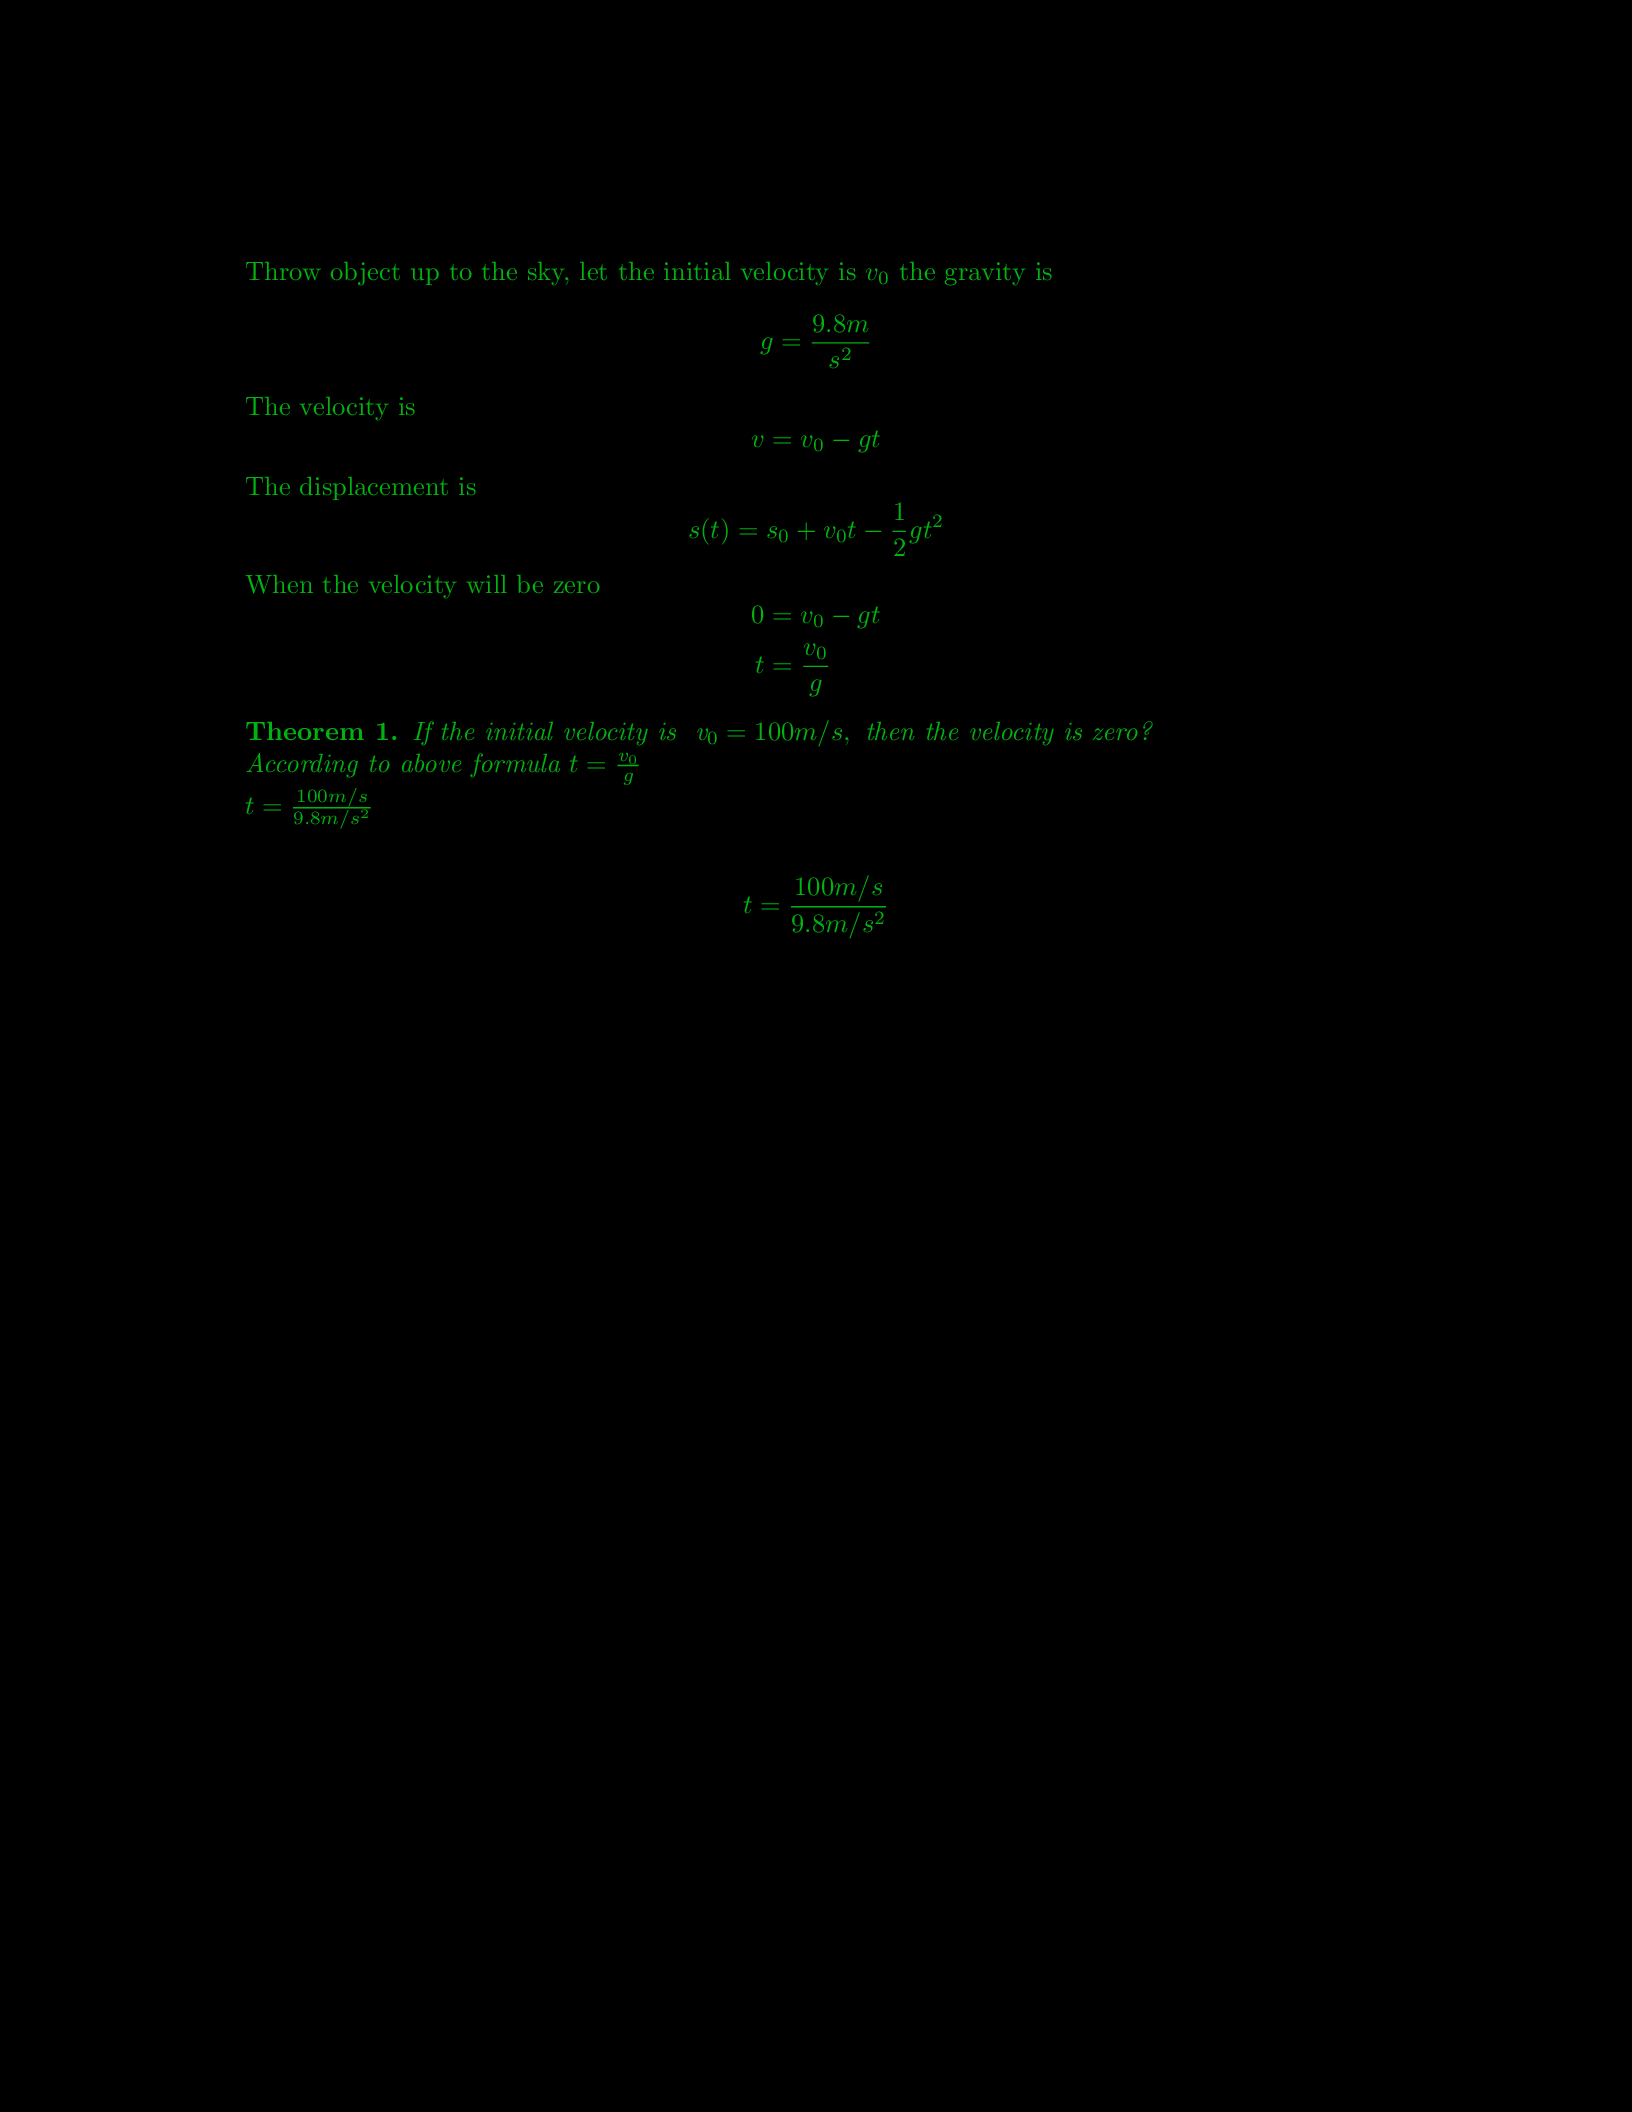 Throw object up to the sky, let the initial velocity is $v_0$ the gravity is
$$g = \frac{9.8m}{s^2}$$
The velocity is
$$v = v_0 - gt$$
The displacement is
$$s(t) = s_0 + v_0t - \frac{1}{2}gt^2$$
When the velocity will be zero
$$0 = v_0 - gt$$
$$t = \frac{v_0}{g}$$
Theorem 1. If the initial velocity is $v_0 = 100m/s,$ then the velocity is zero?
According to above formula $t = \frac{v_0}{g}$
$t = \frac{100m/s}{9.8m/s^2}$
$$t = \frac{100m/s}{9.8m/s^2}$$